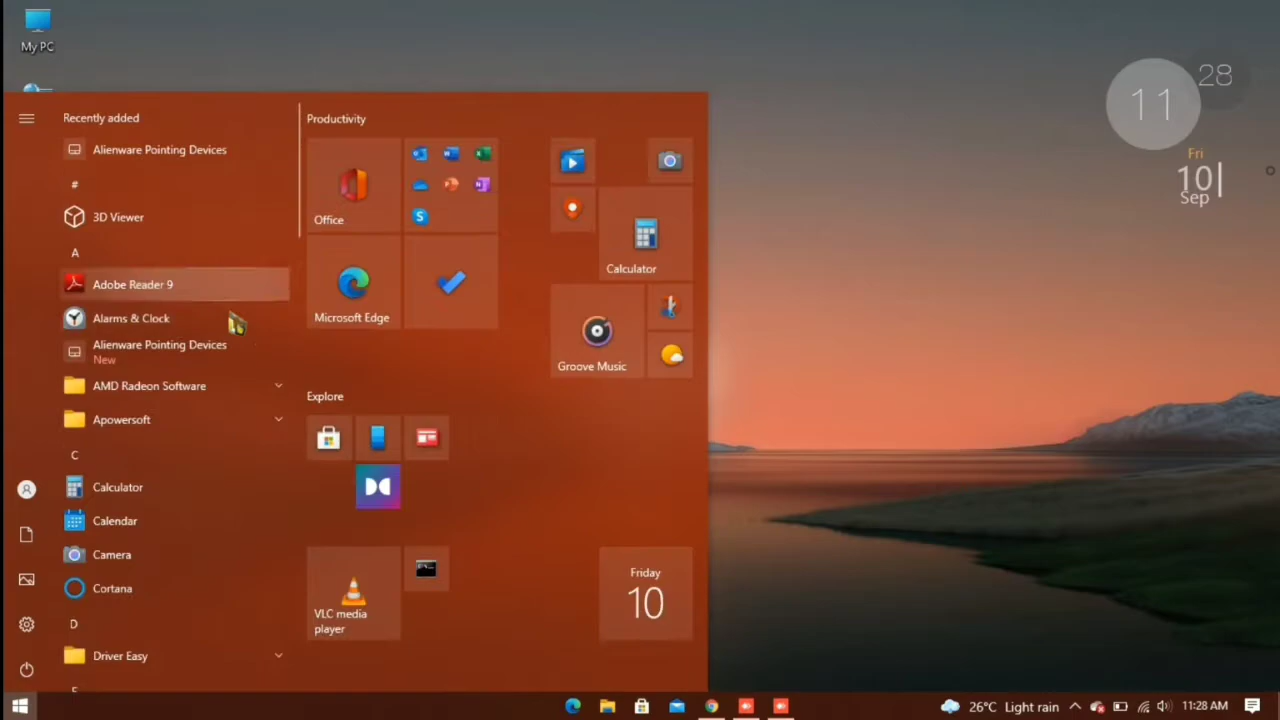 My PC
28
11
Fri
10
Sep
Recently added
Alienware Pointing Devices
#
3D Viewer
A
Adobe Reader 9
Alarms & Clock
Alienware Pointing Devices
New
AMD Radeon Software
Apowersoft
C
Calculator
Calendar
Camera
Cortana
D
Driver Easy
Productivity
Office
Microsoft Edge
Calculator
Groove Music
Explore
VLC media
player
Friday
10
26°C Light rain
11:28 AM